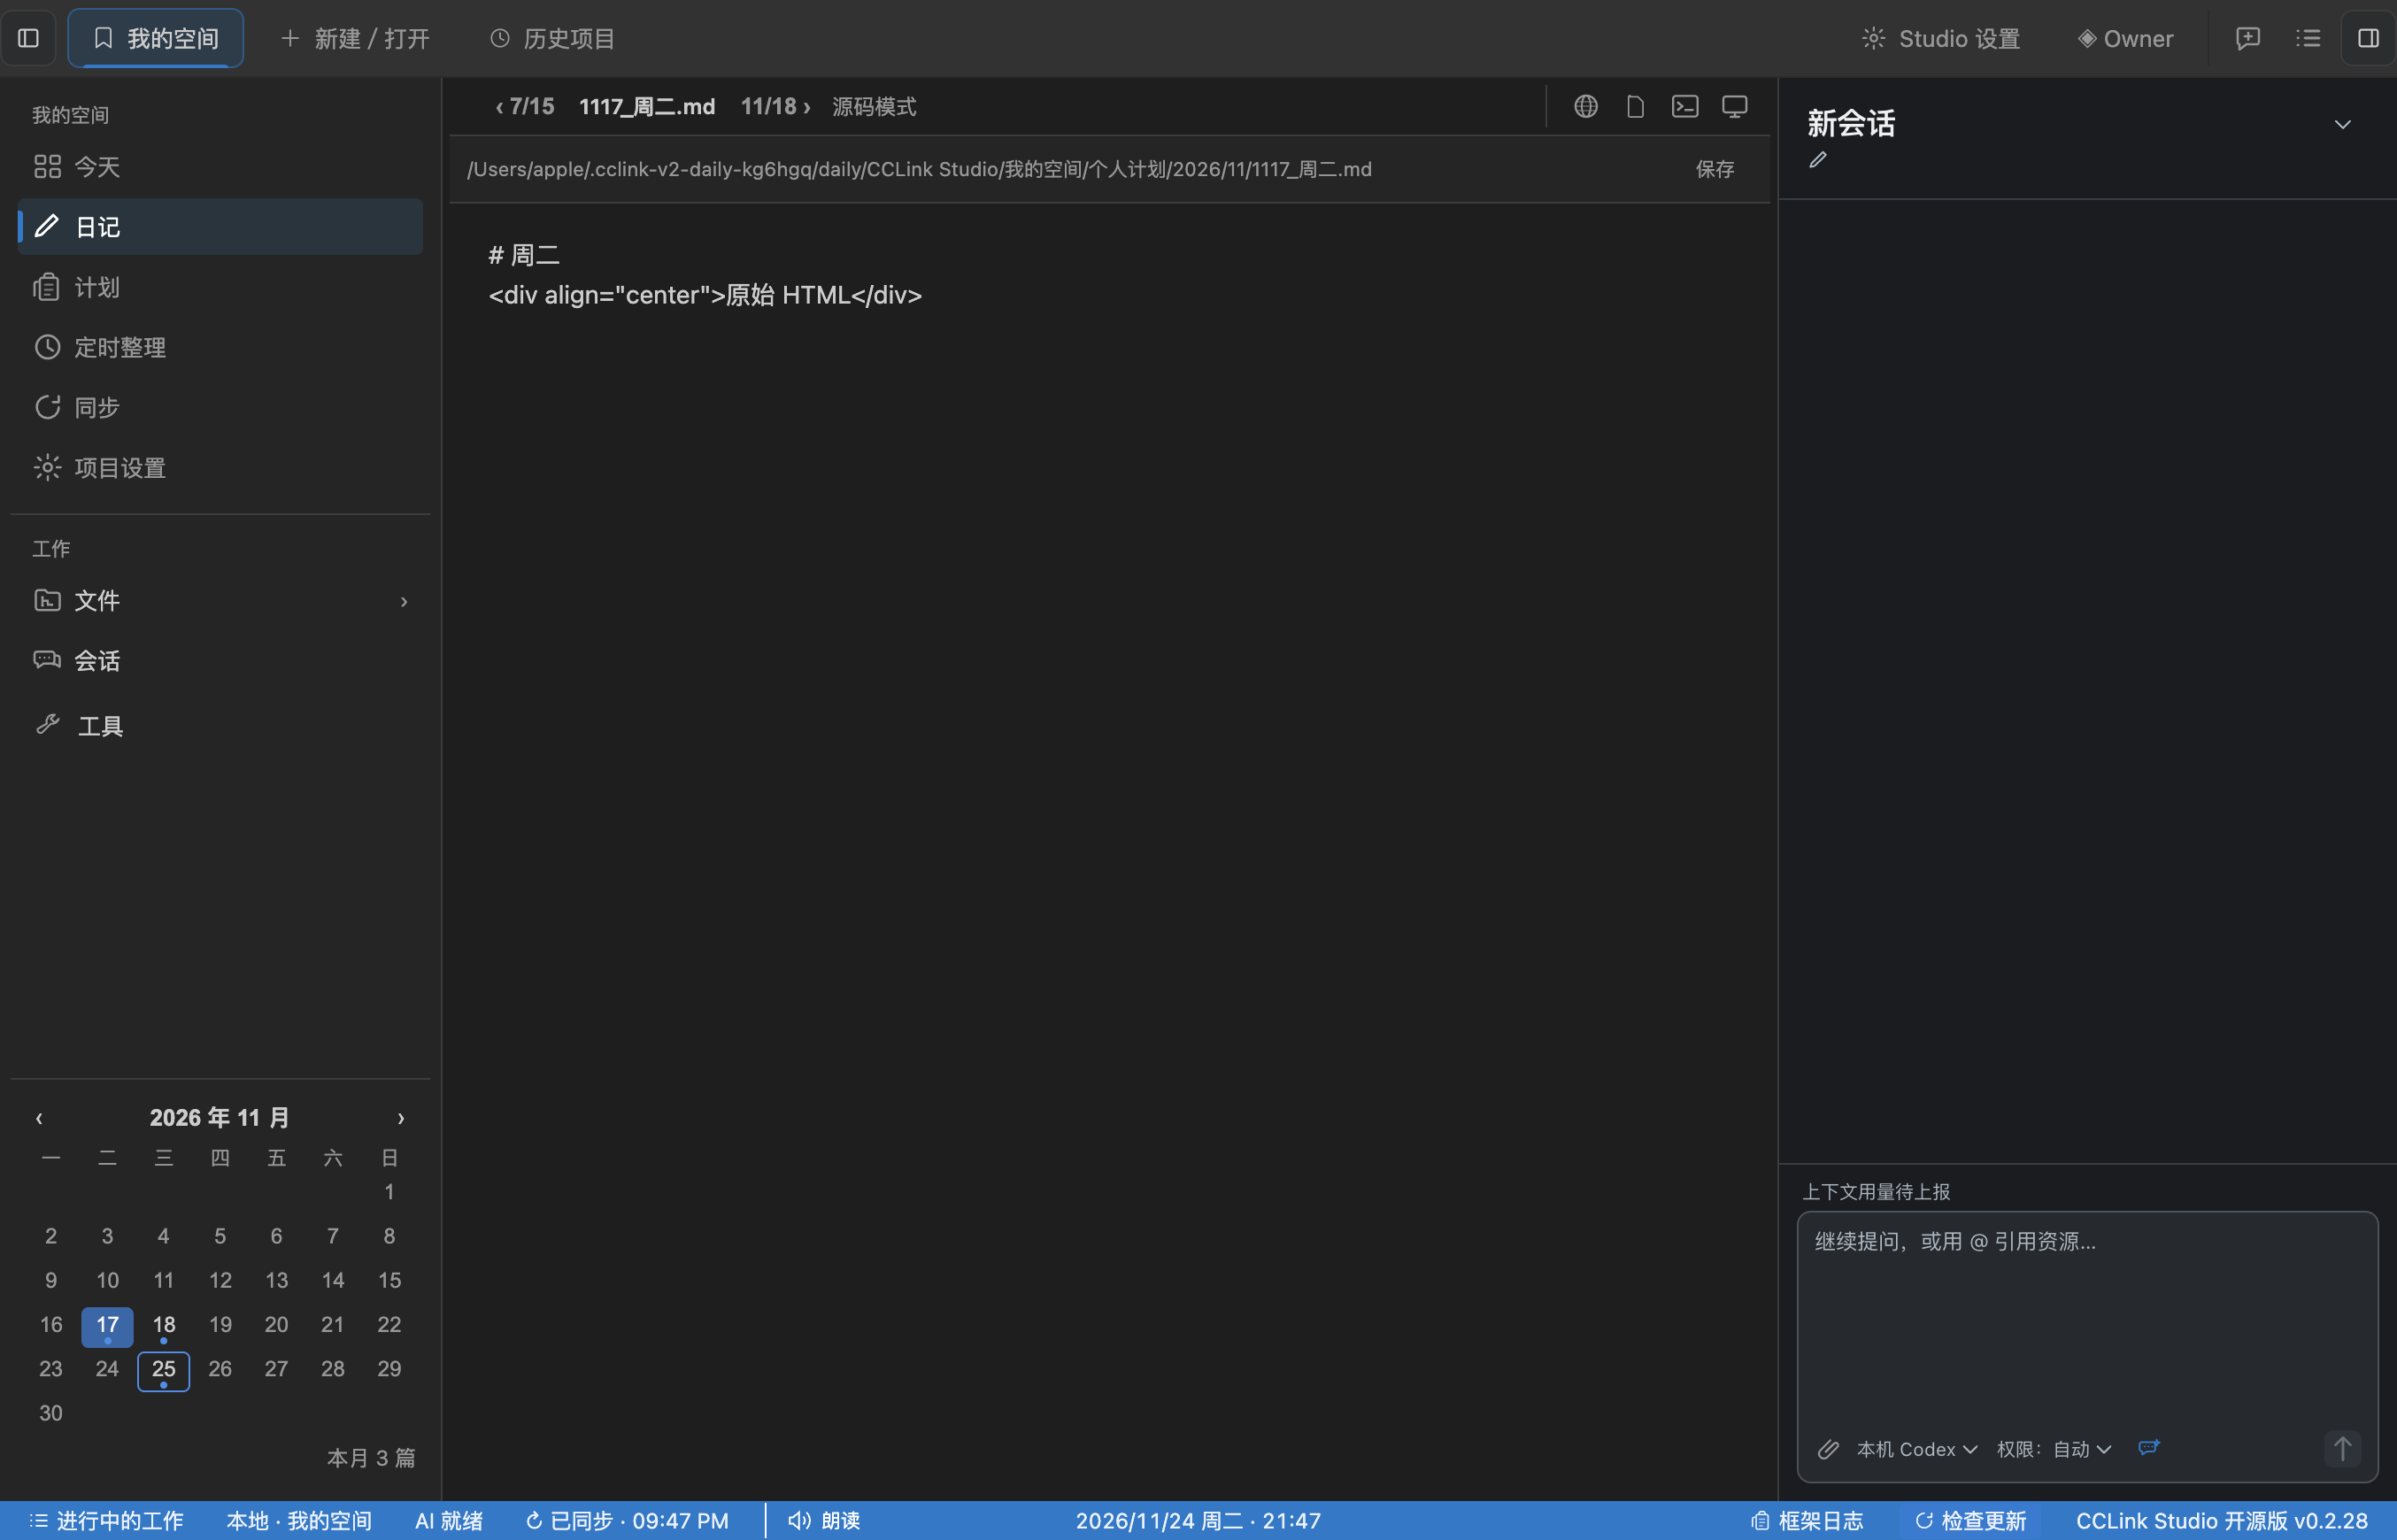 我的空间
新建 / 打开
历史项目
Studio 设置
Owner
我的空间
今天
日记
计划
定时整理
同步
项目设置
工作
文件
会话
工具
2026 年 11 月
一 二 三 四 五 六 日
1
2 3 4 5 6 7 8
9 10 11 12 13 14 15
16 17 18 19 20 21 22
23 24 25 26 27 28 29
30
本月 3 篇
‹ 7/15 1117_周二.md 11/18 › 源码模式
/Users/apple/.cclink-v2-daily-kg6hgq/daily/CCLink Studio/我的空间/个人计划/2026/11/1117_周二.md 保存
# 周二
<div align="center">原始 HTML</div>
新会话
上下文用量待上报
继续提问，或用 @ 引用资源...
本机 Codex 权限：自动
进行中的工作 本地 · 我的空间 AI 就绪 已同步 · 09:47 PM 朗读 2026/11/24 周二 · 21:47 框架日志 检查更新 CCLink Studio 开源版 v0.2.28